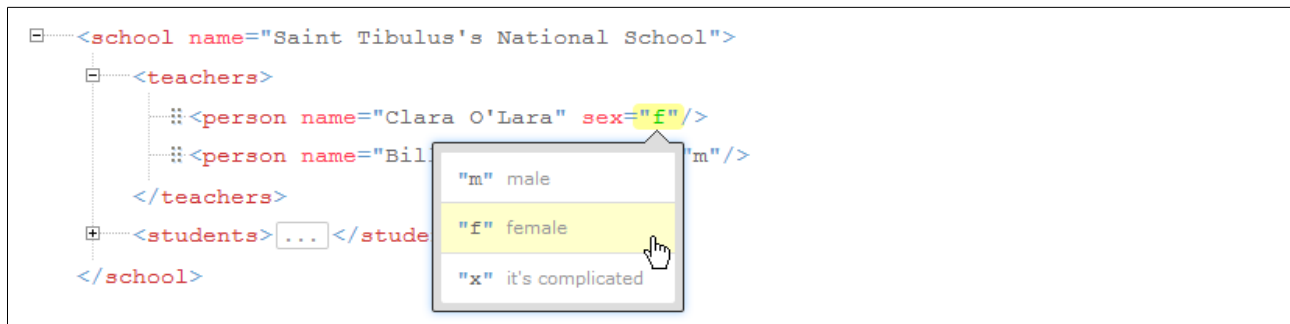 <school name="Saint Tibulus's National School">
<teachers>
<person name="Clara O'Lara" sex="f"/>
<person name="Bil "m"/>
"m" male
</teachers>
"f" female
<students> ... </stude
"x" it's complicated
</school>